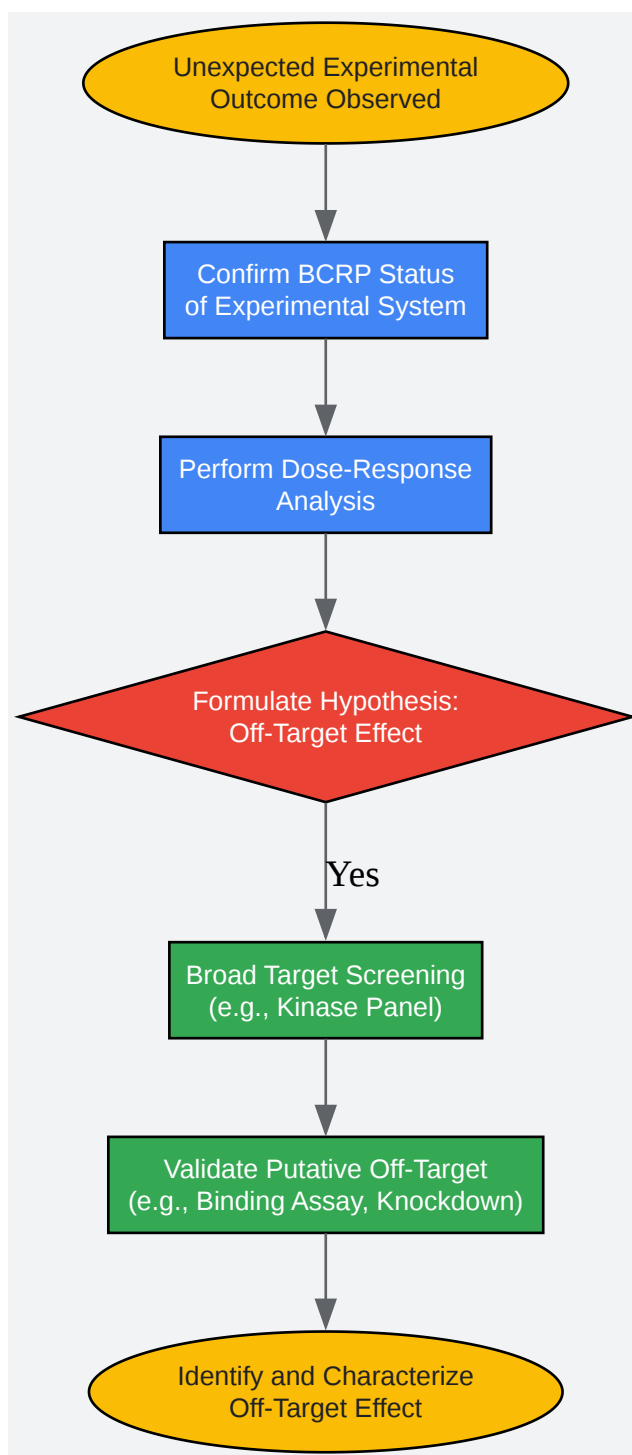 Unexpected Experimental
Outcome Observed
Confirm BCRP Status
of Experimental System
Perform Dose-Response
Analysis
Formulate Hypothesis:
Off-Target Effect
Yes
Broad Target Screening
(e.g., Kinase Panel)
Validate Putative Off-Target
(e.g., Binding Assay, Knockdown)
Identify and Characterize
Off-Target Effect